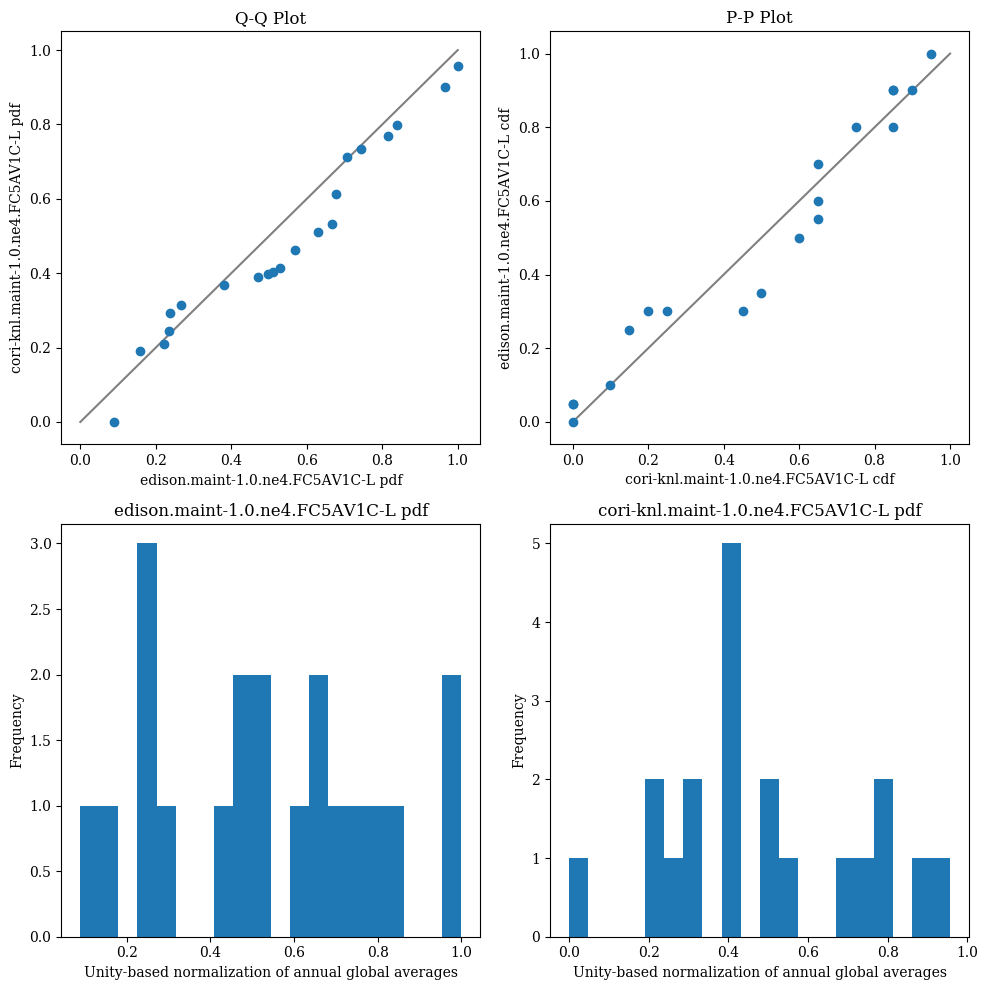 Q-Q Plot
1.0
0.8
0.6
0.4
0.2
0.0
cori-knl.maint-1.0.ne4.FC5AV1C-L pdf
0.0 0.2 0.4 0.6 0.8 1.0
edison.maint-1.0.ne4.FC5AV1C-L pdf
P-P Plot
1.0
0.8
0.6
0.4
0.2
0.0
edison.maint-1.0.ne4.FC5AV1C-L cdf
0.0 0.2 0.4 0.6 0.8 1.0
cori-knl.maint-1.0.ne4.FC5AV1C-L cdf
edison.maint-1.0.ne4.FC5AV1C-L pdf
3.0
2.5
2.0
1.5
1.0
0.5
0.0
Frequency
0.2 0.4 0.6 0.8 1.0
Unity-based normalization of annual global averages
cori-knl.maint-1.0.ne4.FC5AV1C-L pdf
5
4
3
2
1
0
Frequency
0.0 0.2 0.4 0.6 0.8 1.0
Unity-based normalization of annual global averages